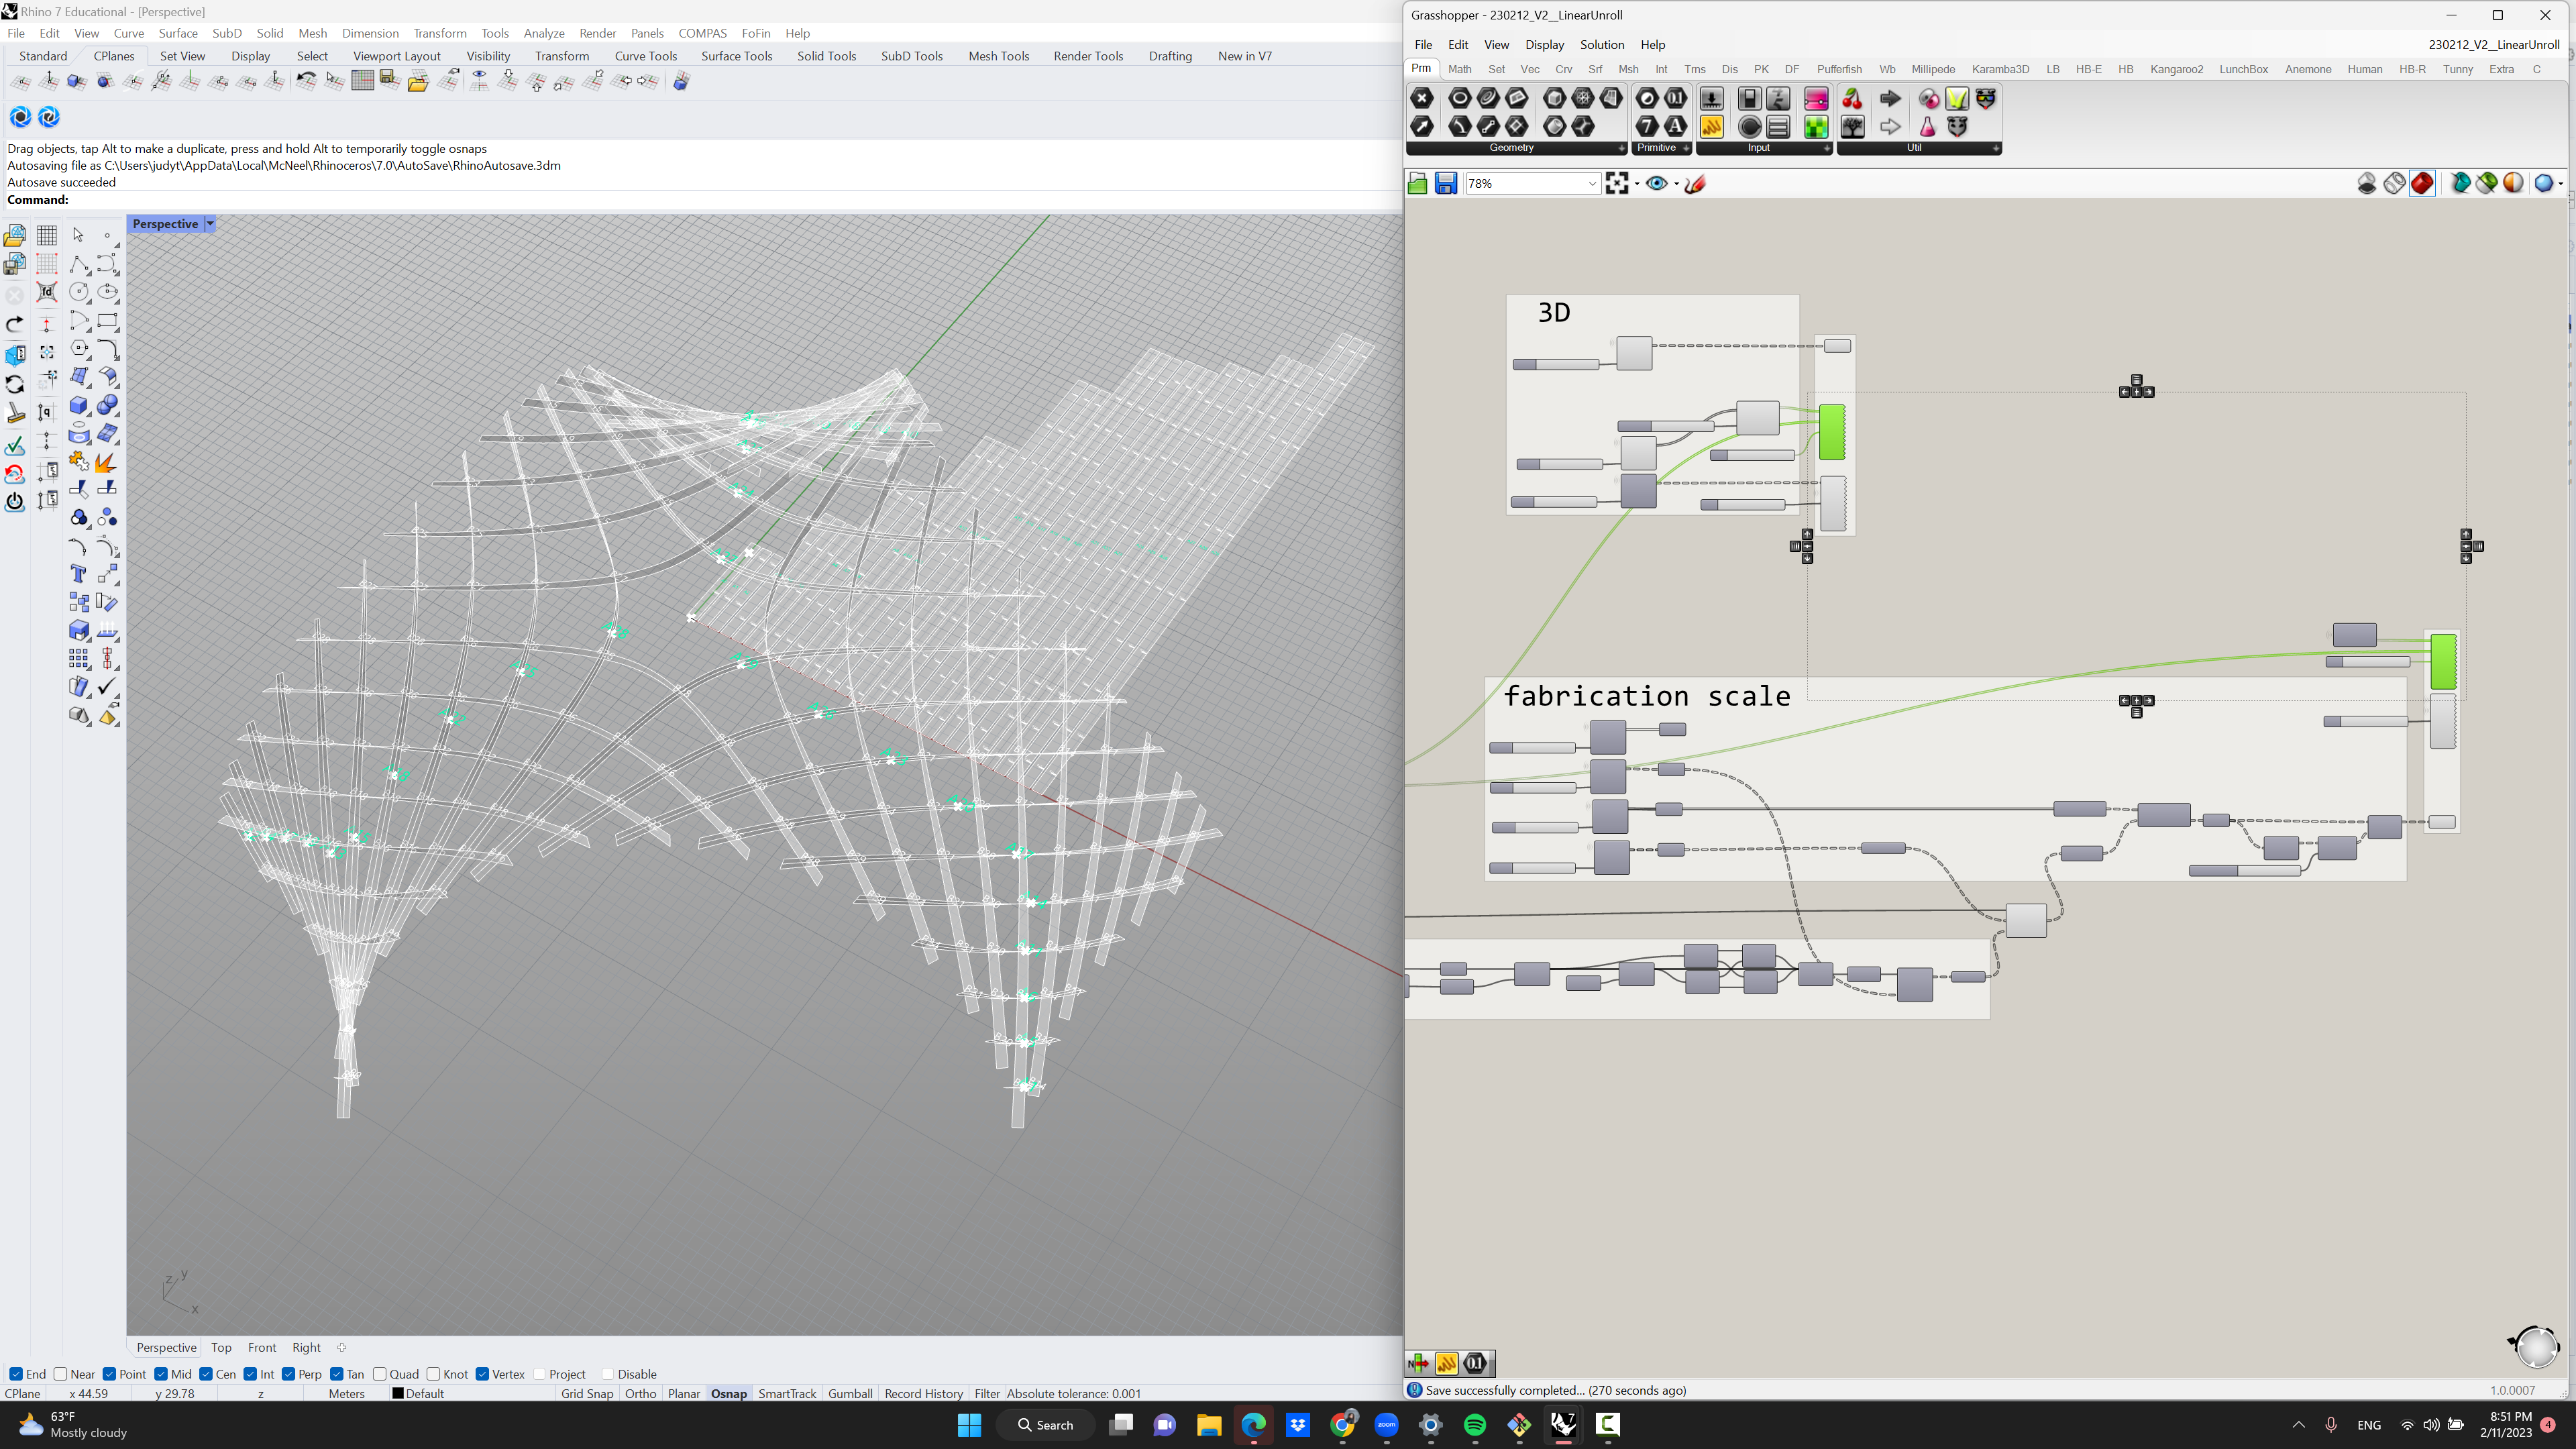 Rhino 7 Educational - [Perspective]
File Edit View Curve Surface SubD Solid Mesh Dimension Transform Tools Analyze Render Panels COMPAS FoFin Help
Standard CPlanes Set View Display Select Viewport Layout Visibility Transform Curve Tools Surface Tools Solid Tools SubD Tools Mesh Tools Render Tools Drafting New in V7
Drag objects, tap Alt to make a duplicate, press and hold Alt to temporarily toggle osnaps
Autosaving file as C:\Users\judyt\AppData\Local\McNeel\Rhinoceros\7.0\AutoSave\RhinoAutosave.3dm
Autosave succeeded
Command:
Perspective
fd
z y
x
Perspective Top Front Right
End Near Point Mid Cen Int Perp Tan Quad Knot Vertex Project Disable
CPlane x 44.59 y 29.78 z Meters Default Grid Snap Ortho Planar Osnap SmartTrack Gumball Record History Filter Absolute tolerance: 0.001
Grasshopper - 230212_V2__LinearUnroll
File Edit View Display Solution Help 230212_V2__LinearUnroll
Prm Math Set Vec Crv Srf Msh Int Trns Dis PK DF Pufferfish Wb Millipede Karamba3D LB HB-E HB Kangaroo2 LunchBox Anemone Human HB-R Tunny Extra C
Geometry Primitive Input Util
78%
3D
fabrication scale
Save successfully completed... (270 seconds ago) 1.0.0007
63°F
Mostly cloudy
Search
zoom
ENG
8:51 PM
2/11/2023
4